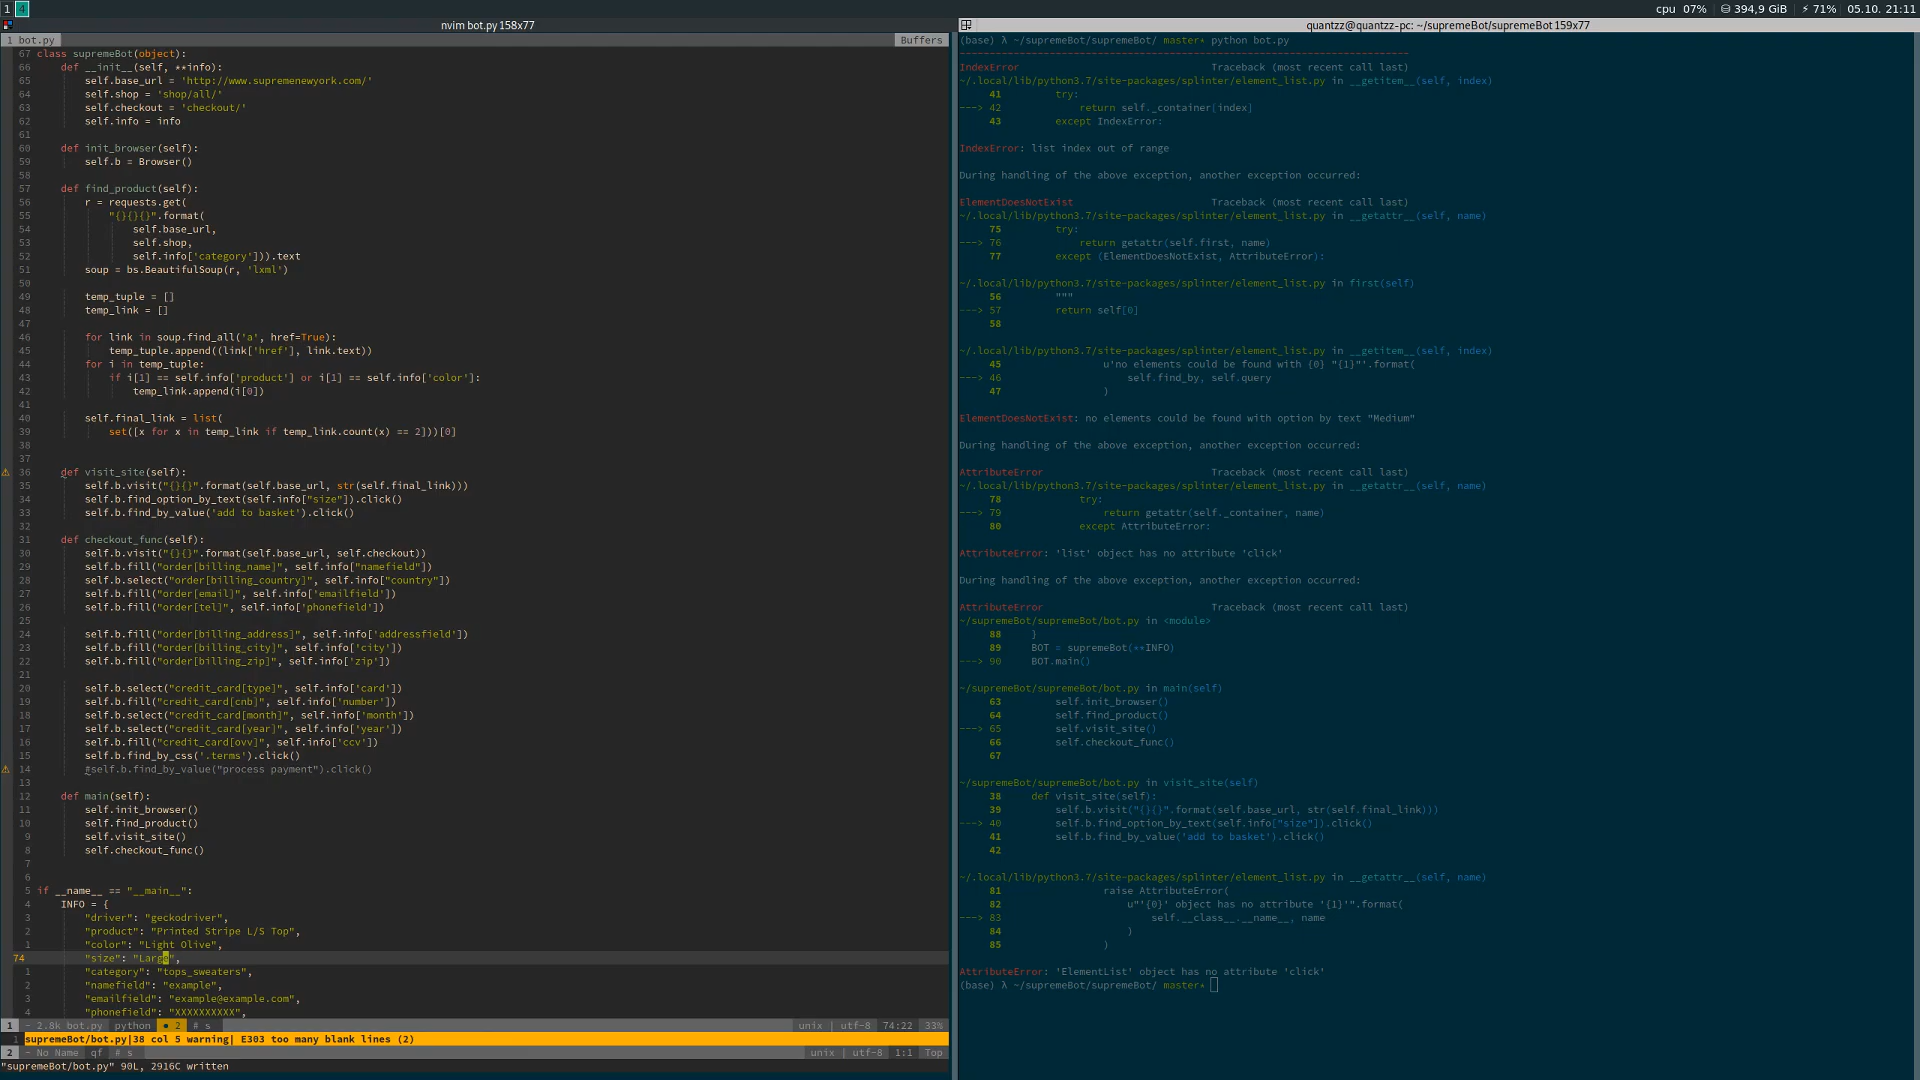 1 4
cpu 07% 394,9 GiB ⚡ 71% 05.10. 21:11
nvim bot.py 158x77
1 bot.py Buffers
67 class supremeBot(object):
66 def __init__(self, **info):
65 self.base_url = 'http://www.supremenewyork.com/'
64 self.shop = 'shop/all/'
63 self.checkout = 'checkout/'
62 self.info = info
61
60 def init_browser(self):
59 self.b = Browser()
58
57 def find_product(self):
56 r = requests.get(
55 "{}{}{}".format(
54 self.base_url,
53 self.shop,
52 self.info['category'])).text
51 soup = bs.BeautifulSoup(r, 'lxml')
50
49 temp_tuple = []
48 temp_link = []
47
46 for link in soup.find_all('a', href=True):
45 temp_tuple.append((link['href'], link.text))
44 for i in temp_tuple:
43 if i[1] == self.info['product'] or i[1] == self.info['color']:
42 temp_link.append(i[0])
41
40 self.final_link = list(
39 set([x for x in temp_link if temp_link.count(x) == 2]))[0]
38
37
⚠ 36 def visit_site(self):
35 self.b.visit("{}{}".format(self.base_url, str(self.final_link)))
34 self.b.find_option_by_text(self.info["size"]).click()
33 self.b.find_by_value('add to basket').click()
32
31 def checkout_func(self):
30 self.b.visit("{}{}".format(self.base_url, self.checkout))
29 self.b.fill("order[billing_name]", self.info["namefield"])
28 self.b.select("order[billing_country]", self.info["country"])
27 self.b.fill("order[email]", self.info['emailfield'])
26 self.b.fill("order[tel]", self.info['phonefield'])
25
24 self.b.fill("order[billing_address]", self.info['addressfield'])
23 self.b.fill("order[billing_city]", self.info['city'])
22 self.b.fill("order[billing_zip]", self.info['zip'])
21
20 self.b.select("credit_card[type]", self.info['card'])
19 self.b.fill("credit_card[cnb]", self.info['number'])
18 self.b.select("credit_card[month]", self.info['month'])
17 self.b.select("credit_card[year]", self.info['year'])
16 self.b.fill("credit_card[ovv]", self.info['ccv'])
15 self.b.find_by_css('.terms').click()
⚠ 14 #self.b.find_by_value("process payment").click()
13
12 def main(self):
11 self.init_browser()
10 self.find_product()
9 self.visit_site()
8 self.checkout_func()
7
6
5 if __name__ == "__main__":
4 INFO = {
3 "driver": "geckodriver",
2 "product": "Printed Stripe L/S Top",
1 "color": "Light Olive",
74 "size": "Large",
1 "category": "tops_sweaters",
2 "namefield": "example",
3 "emailfield": "example@example.com",
4 "phonefield": "XXXXXXXXXX",
1 - 2.8k bot.py python ● 2 # s unix | utf-8 74:22 33%
1 supremeBot/bot.py|38 col 5 warning| E303 too many blank lines (2)
2 - No Name qf # s unix | utf-8 1:1 Top
"supremeBot/bot.py" 90L, 2916C written
quantzz@quantzz-pc: ~/supremeBot/supremeBot 159x77
(base) λ ~/supremeBot/supremeBot/ master* python bot.py
---------------------------------------------------------------------------
IndexError Traceback (most recent call last)
~/.local/lib/python3.7/site-packages/splinter/element_list.py in __getitem__(self, index)
41 try:
---> 42 return self._container[index]
43 except IndexError:
IndexError: list index out of range
During handling of the above exception, another exception occurred:
ElementDoesNotExist Traceback (most recent call last)
~/.local/lib/python3.7/site-packages/splinter/element_list.py in __getattr__(self, name)
75 try:
---> 76 return getattr(self.first, name)
77 except (ElementDoesNotExist, AttributeError):
~/.local/lib/python3.7/site-packages/splinter/element_list.py in first(self)
56 """
---> 57 return self[0]
58
~/.local/lib/python3.7/site-packages/splinter/element_list.py in __getitem__(self, index)
45 u'no elements could be found with {0} "{1}"'.format(
---> 46 self.find_by, self.query
47 )
ElementDoesNotExist: no elements could be found with option by text "Medium"
During handling of the above exception, another exception occurred:
AttributeError Traceback (most recent call last)
~/.local/lib/python3.7/site-packages/splinter/element_list.py in __getattr__(self, name)
78 try:
---> 79 return getattr(self._container, name)
80 except AttributeError:
AttributeError: 'list' object has no attribute 'click'
During handling of the above exception, another exception occurred:
AttributeError Traceback (most recent call last)
~/supremeBot/supremeBot/bot.py in <module>
88 }
89 BOT = supremeBot(**INFO)
---> 90 BOT.main()
~/supremeBot/supremeBot/bot.py in main(self)
63 self.init_browser()
64 self.find_product()
---> 65 self.visit_site()
66 self.checkout_func()
67
~/supremeBot/supremeBot/bot.py in visit_site(self)
38 def visit_site(self):
39 self.b.visit("{}{}".format(self.base_url, str(self.final_link)))
---> 40 self.b.find_option_by_text(self.info["size"]).click()
41 self.b.find_by_value('add to basket').click()
42
~/.local/lib/python3.7/site-packages/splinter/element_list.py in __getattr__(self, name)
81 raise AttributeError(
82 u"'{0}' object has no attribute '{1}'".format(
---> 83 self.__class__.__name__, name
84 )
85 )
AttributeError: 'ElementList' object has no attribute 'click'
(base) λ ~/supremeBot/supremeBot/ master*